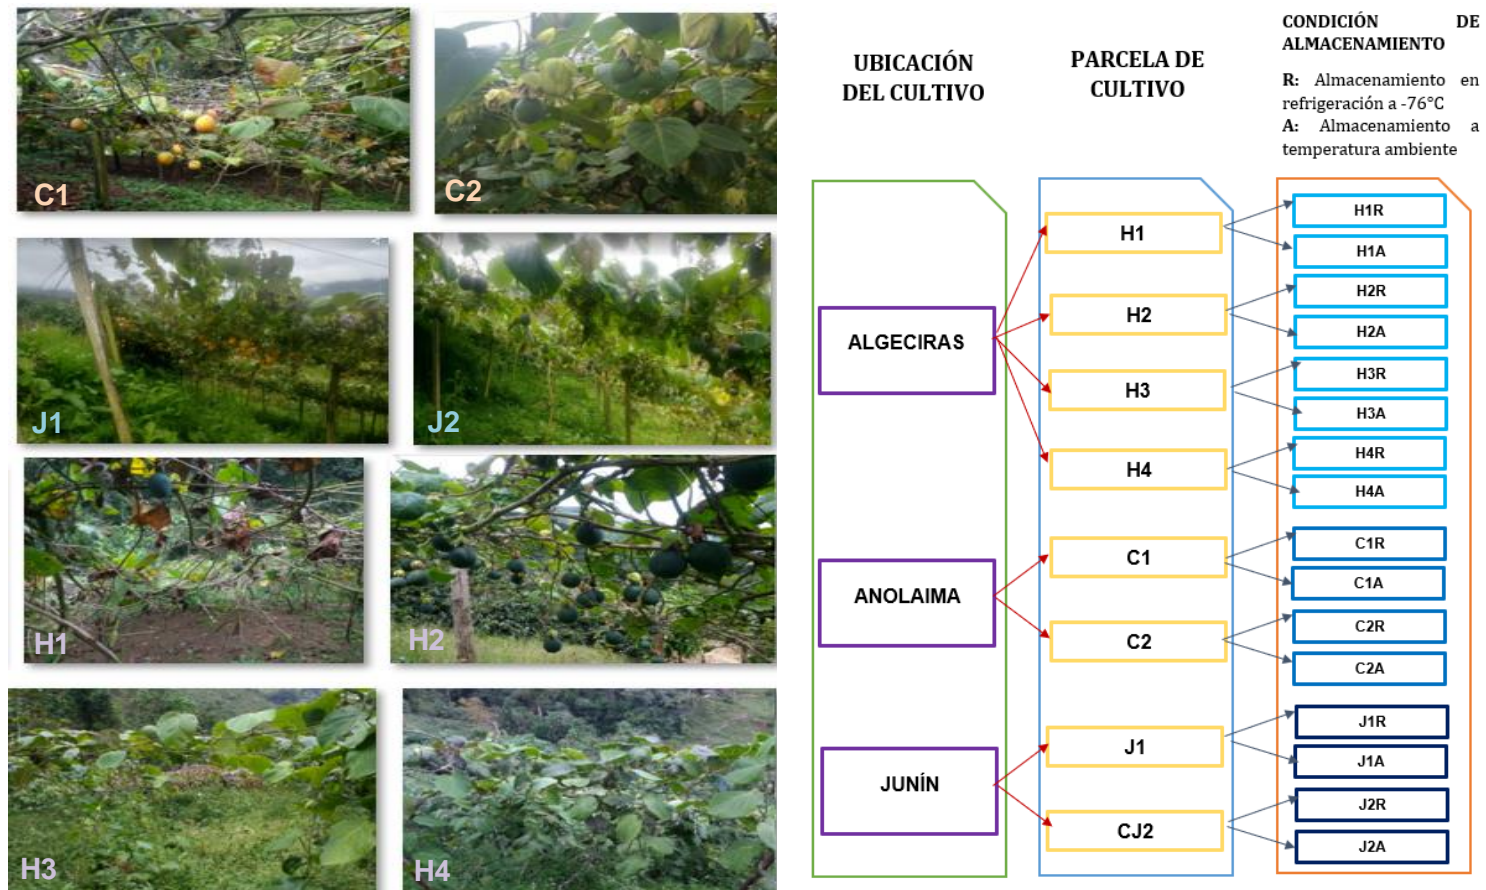 C1
C2
J1
J2
H1
H2
H3
H4
UBICACIÓN
DEL CULTIVO
PARCELA DE
CULTIVO
CONDICIÓN DE
ALMACENAMIENTO
R: Almacenamiento en
refrigeración a -76°C
A: Almacenamiento a
temperatura ambiente
ALGECIRAS
ANOLAIMA
JUNÍN
H1
H2
H3
H4
C1
C2
J1
CJ2
H1R
H1A
H2R
H2A
H3R
H3A
H4R
H4A
C1R
C1A
C2R
C2A
J1R
J1A
J2R
J2A